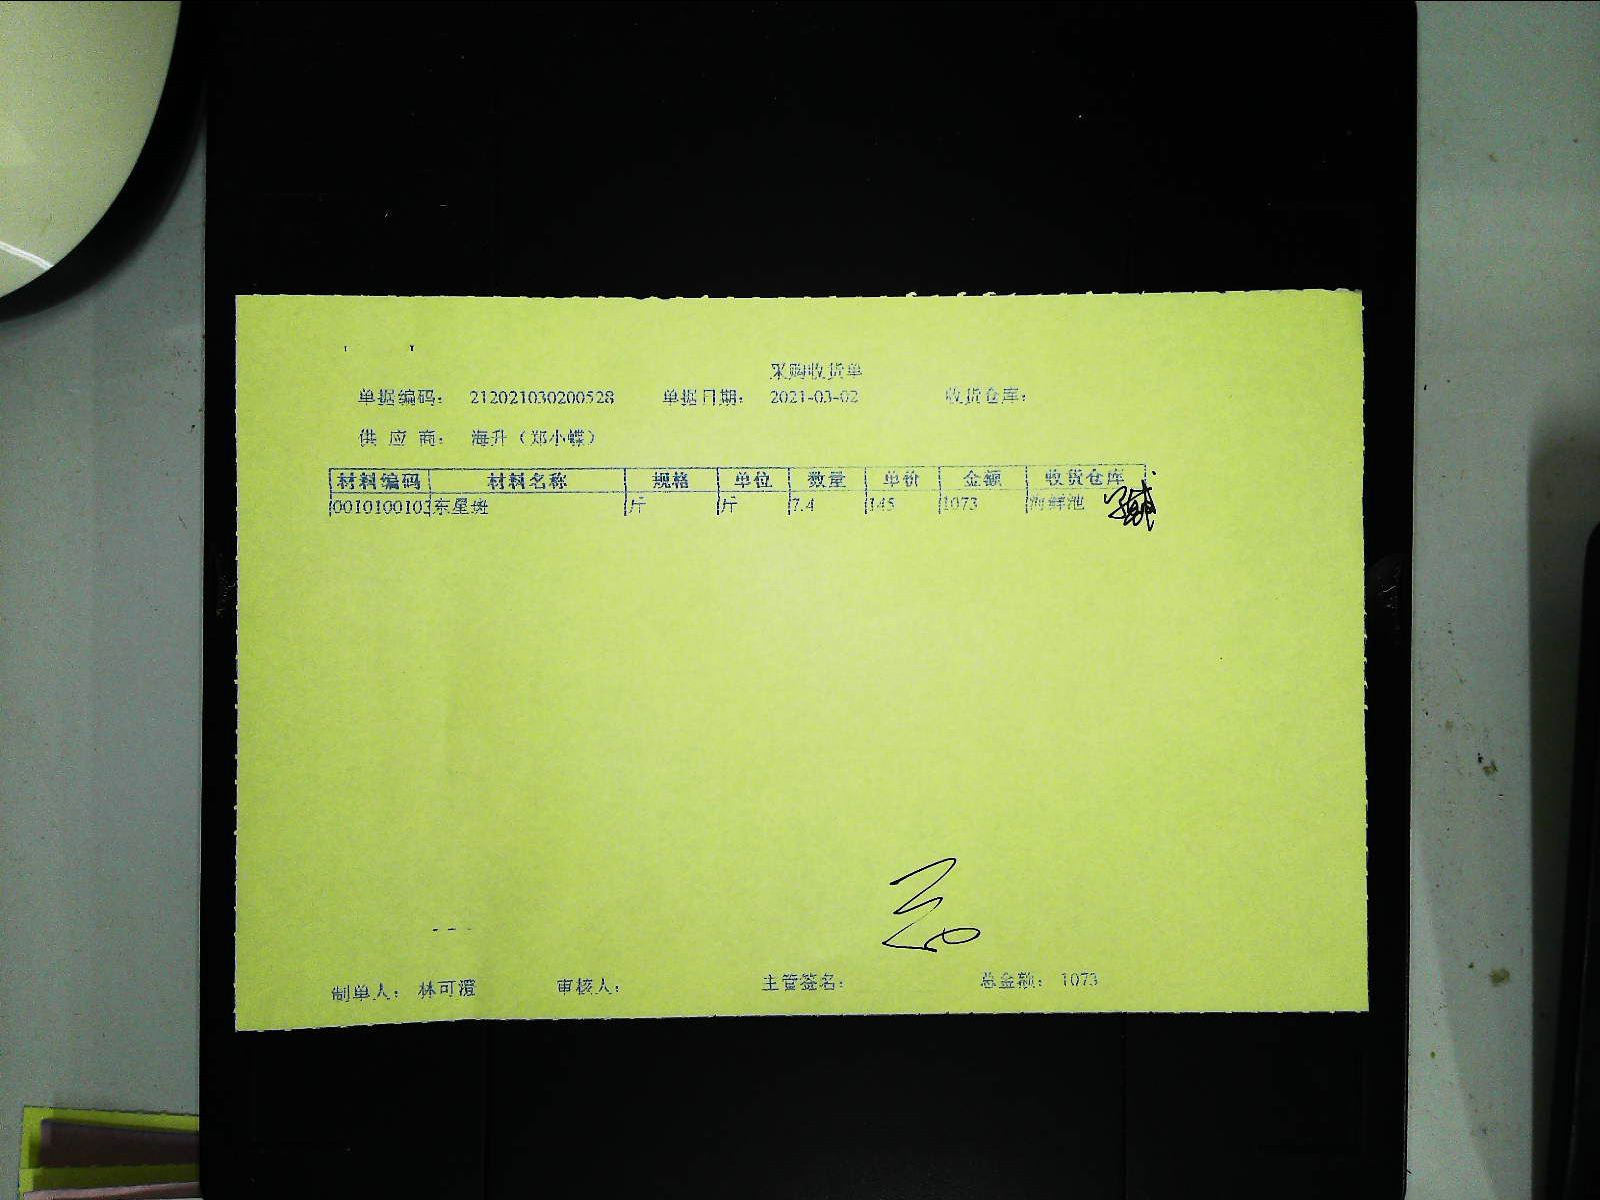 采购收货单
单据编码： 212021030200528 单据日期： 2021-03-02 收货仓库：
供 应 商： 海升（郑小蝶）
材料编码 材料名称 规格 单位 数量 单价 金额 收货仓库
0010100103 东星斑 斤 斤 7.4 145 1073 海鲜池
制单人： 林可澄 审核人： 主管签名： 总金额： 1073